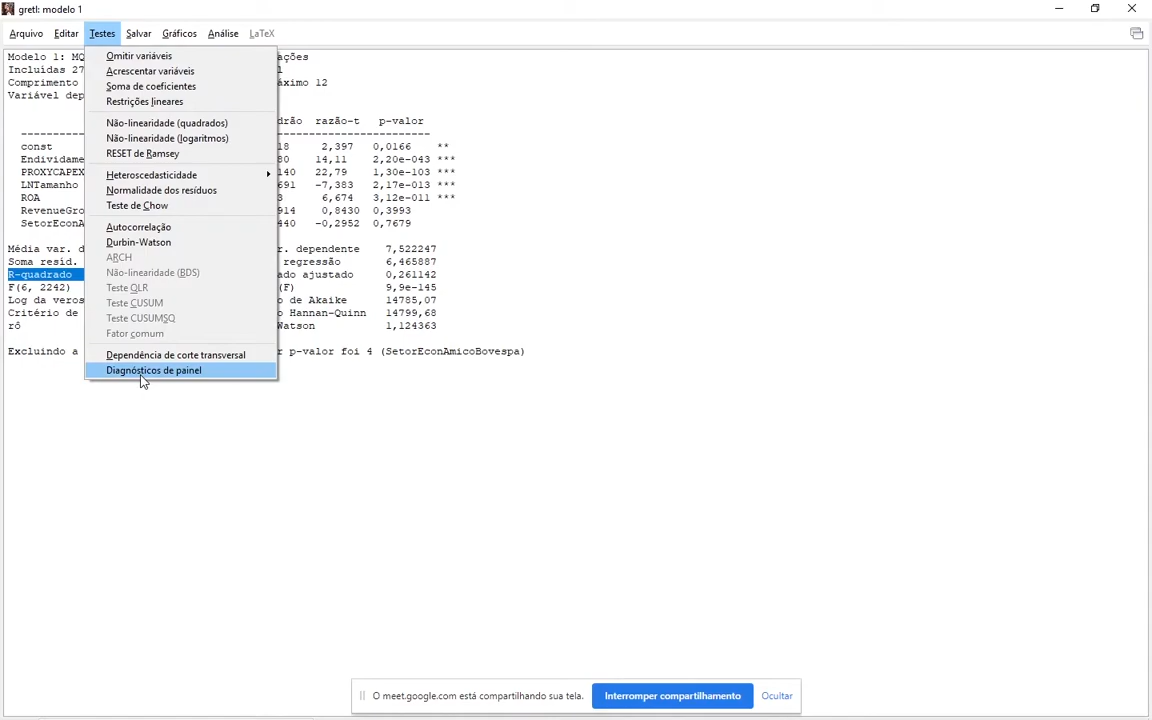 gretl: modelo 1
Arquivo Editar Testes Salvar Gráficos Análise LaTeX
Modelo 1: MQ ações
Incluídas 27 l
Comprimento áximo 12
Variável dep
Omitir variáveis
Acrescentar variáveis
Soma de coeficientes
Restrições lineares
Não-linearidade (quadrados)
Não-linearidade (logaritmos)
RESET de Ramsey
Heteroscedasticidade
Normalidade dos resíduos
Teste de Chow
Autocorrelação
Durbin-Watson
ARCH
Não-linearidade (BDS)
Teste QLR
Teste CUSUM
Teste CUSUMSQ
Fator comum
Dependência de corte transversal
Diagnósticos de painel
drão razão-t p-valor
const 18 2,397 0,0166 **
Endividame 80 14,11 2,20e-043 ***
PROXYCAPEX 140 22,79 1,30e-103 ***
LNTamanho 691 -7,383 2,17e-013 ***
ROA 3 6,674 3,12e-011 ***
RevenueGro 914 0,8430 0,3993
SetorEconA 440 -0,2952 0,7679
Média var. d r. dependente 7,522247
Soma resíd. regressão 6,465887
R-quadrado ado ajustado 0,261142
F(6, 2242) (F) 9,9e-145
Log da veros o de Akaike 14785,07
Critério de o Hannan-Quinn 14799,68
rô Watson 1,124363
Excluindo a r p-valor foi 4 (SetorEconAmicoBovespa)
O meet.google.com está compartilhando sua tela. Interromper compartilhamento Ocultar